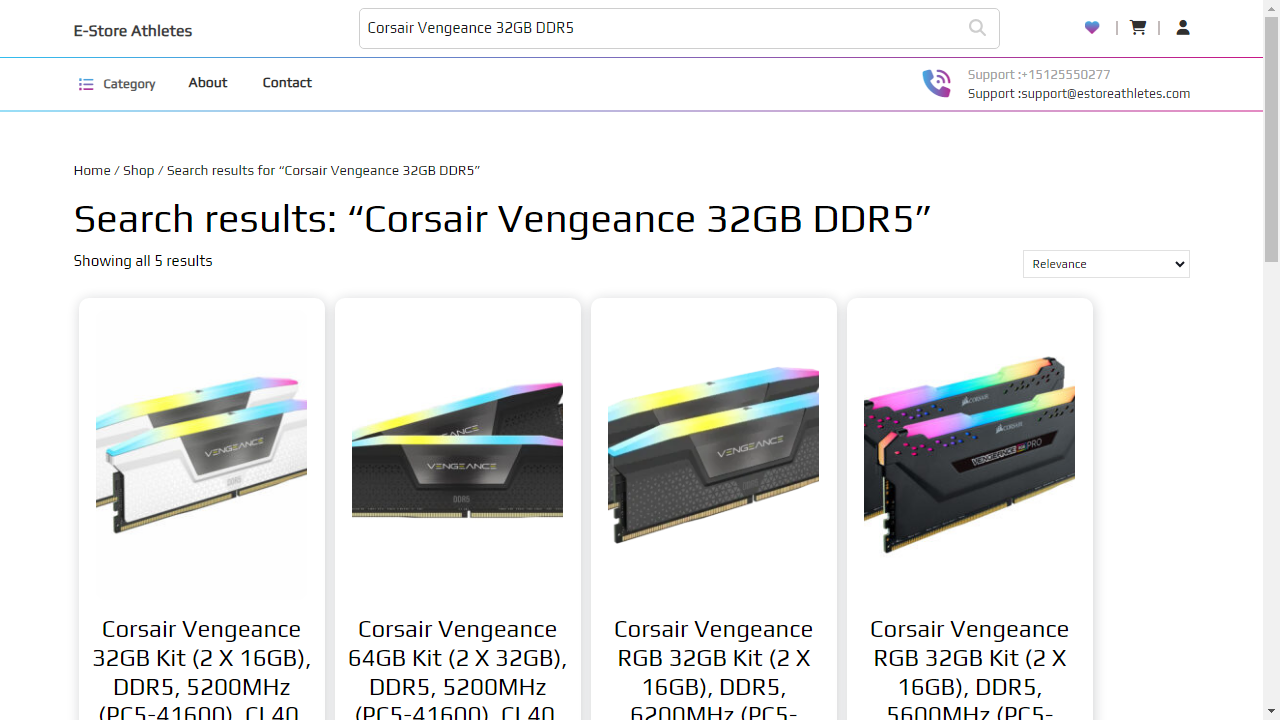 E-Store Athletes
Corsair Vengeance 32GB DDR5
Category
About
Contact
Support :+15125550277
Support :support@estoreathletes.com
Home / Shop / Search results for “Corsair Vengeance 32GB DDR5”
Search results: “Corsair Vengeance 32GB DDR5”
Showing all 5 results
Relevance
VENGEANCE
DDR5
VENGEANCE
DDR5
VENGEANCE
DDR5
CORSAIR
CORSAIR
VENGEANCE RGB PRO
Corsair Vengeance
32GB Kit (2 X 16GB),
DDR5, 5200MHz
(PC5-41600), CL40,
Corsair Vengeance
64GB Kit (2 X 32GB),
DDR5, 5200MHz
(PC5-41600), CL40,
Corsair Vengeance
RGB 32GB Kit (2 X
16GB), DDR5,
6200MHz (PC5-
Corsair Vengeance
RGB 32GB Kit (2 X
16GB), DDR5,
5600MHz (PC5-